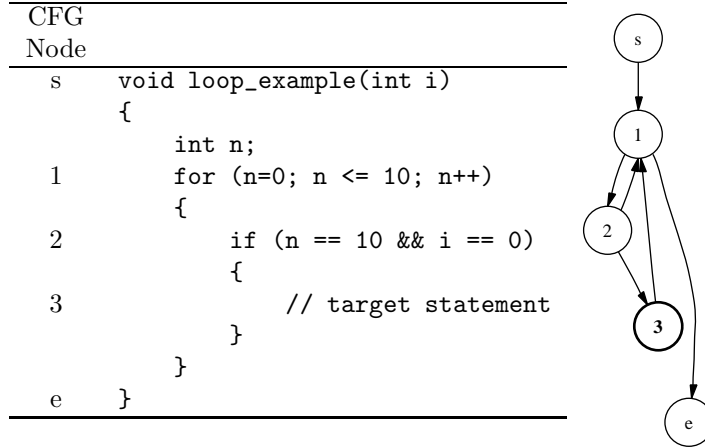 CFG
Node
s void loop_example(int i)
{
int n;
1 for (n=0; n <= 10; n++)
{
2 if (n == 10 && i == 0)
{
3 // target statement
}
}
e }
s
1
2
3
e